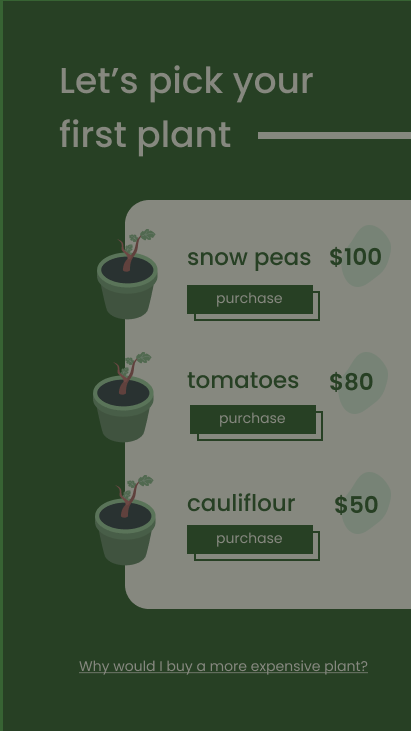 Let’s pick your
first plant
snow peas $100
purchase
tomatoes $80
purchase
cauliflour $50
purchase
Why would I buy a more expensive plant?